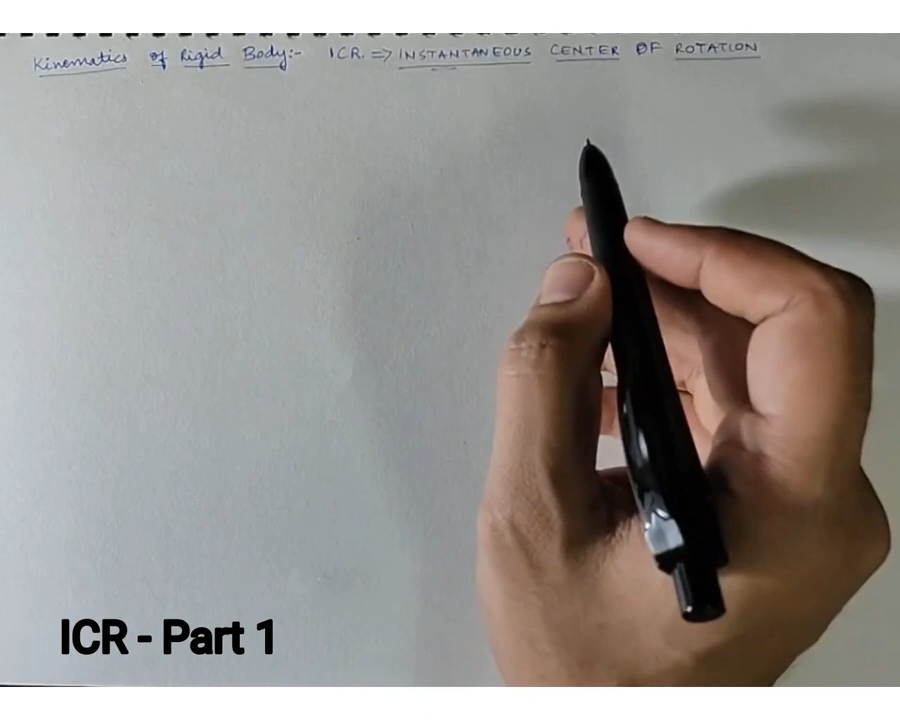 Kinematics of Rigid Body:- ICR. => INSTANTANEOUS CENTER OF ROTATION
ICR - Part 1